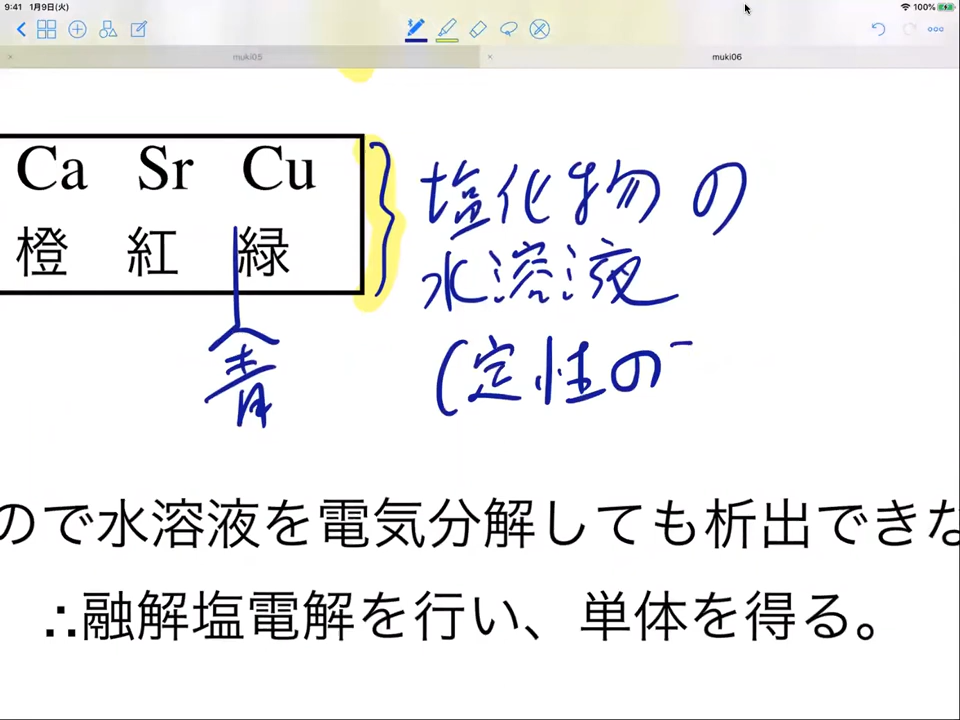 9:41 1月9日(火) 100%
muki05 muki06
Ca Sr Cu
橙 紅 緑
青
塩化物の
水溶液
(定性の
ので水溶液を電気分解しても析出できな
∴融解塩電解を行い、単体を得る。